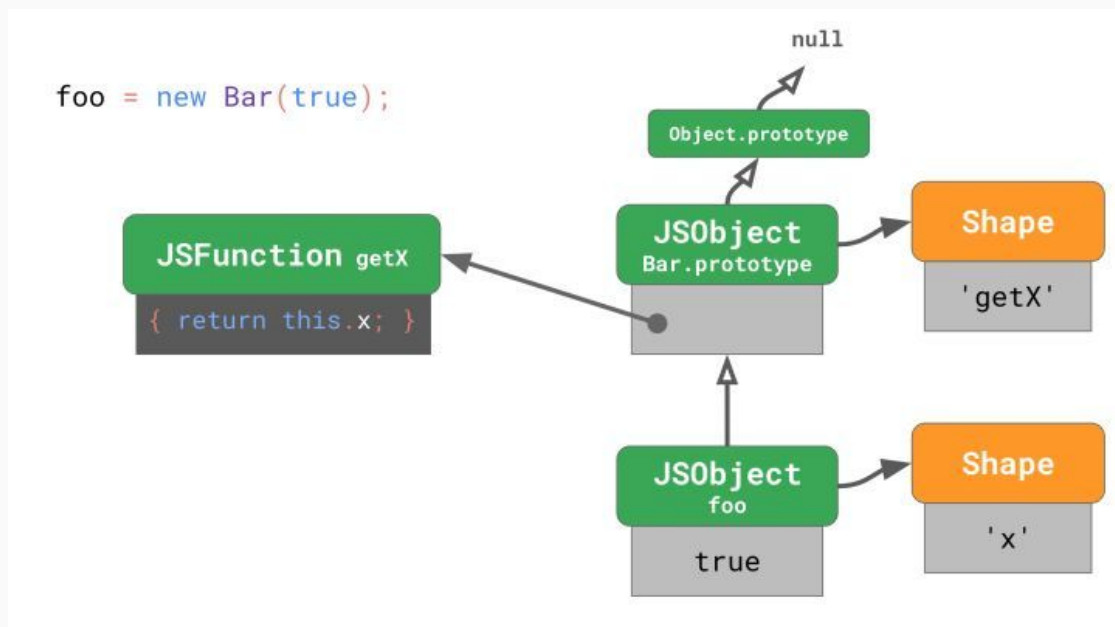 foo = new Bar(true);
null
Object.prototype
JSFunction getX
{ return this.x; }
JSObject
Bar.prototype
Shape
'getX'
JSObject
foo
true
Shape
'x'